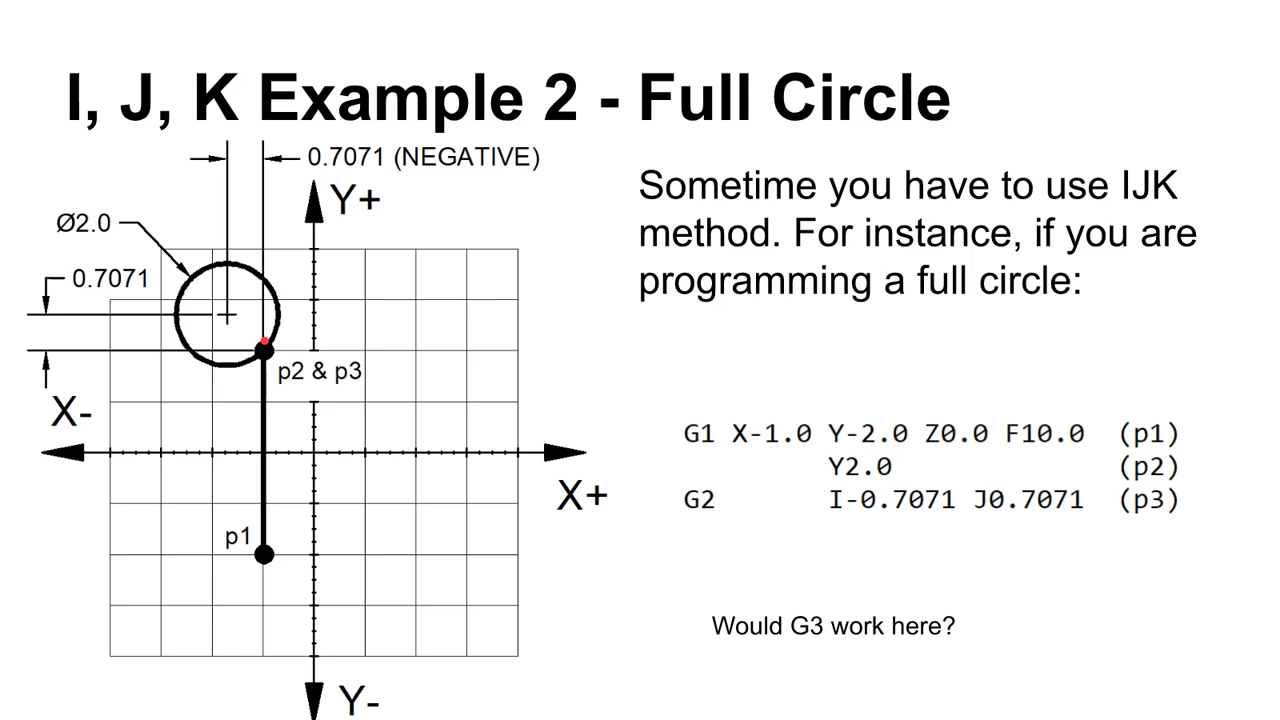 I, J, K Example 2 - Full Circle
0.7071 (NEGATIVE)
Y+
Ø2.0
0.7071
p2 & p3
X-
X+
p1
Y-
Sometime you have to use IJK
method. For instance, if you are
programming a full circle:
G1 X-1.0 Y-2.0 Z0.0 F10.0 (p1)
Y2.0 (p2)
G2 I-0.7071 J0.7071 (p3)
Would G3 work here?